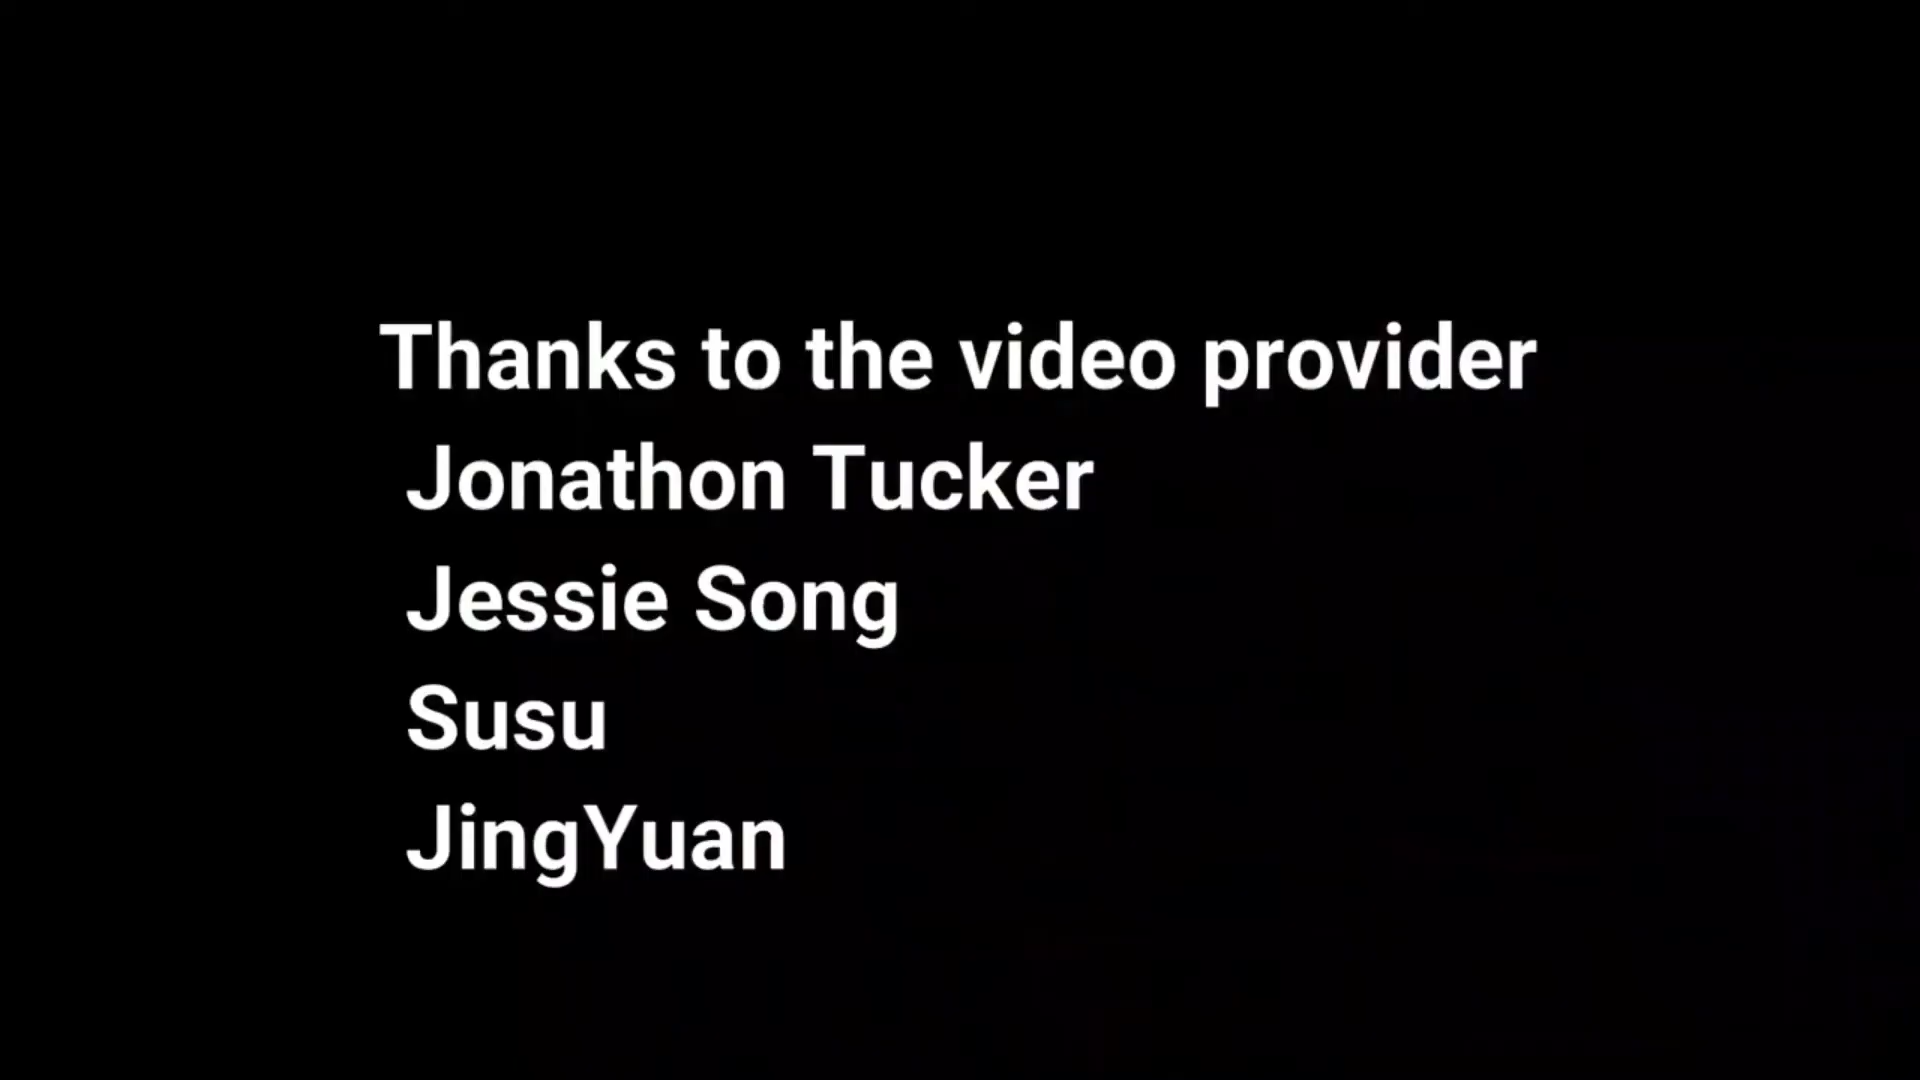 Thanks to the video provider
Jonathon Tucker
Jessie Song
Susu
JingYuan